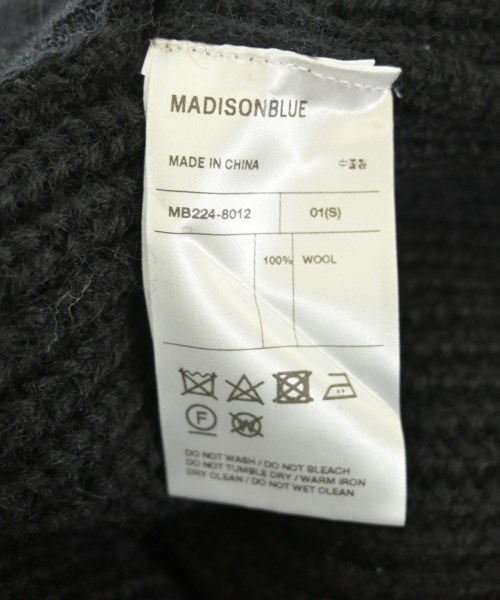 MADISONBLUE
MADE IN CHINA 中国製
MB224-8012 01(S)
100% WOOL
F W
DO NOT WASH / DO NOT BLEACH
DO NOT TUMBLE DRY / WARM IRON
DRY CLEAN / DO NOT WET CLEAN